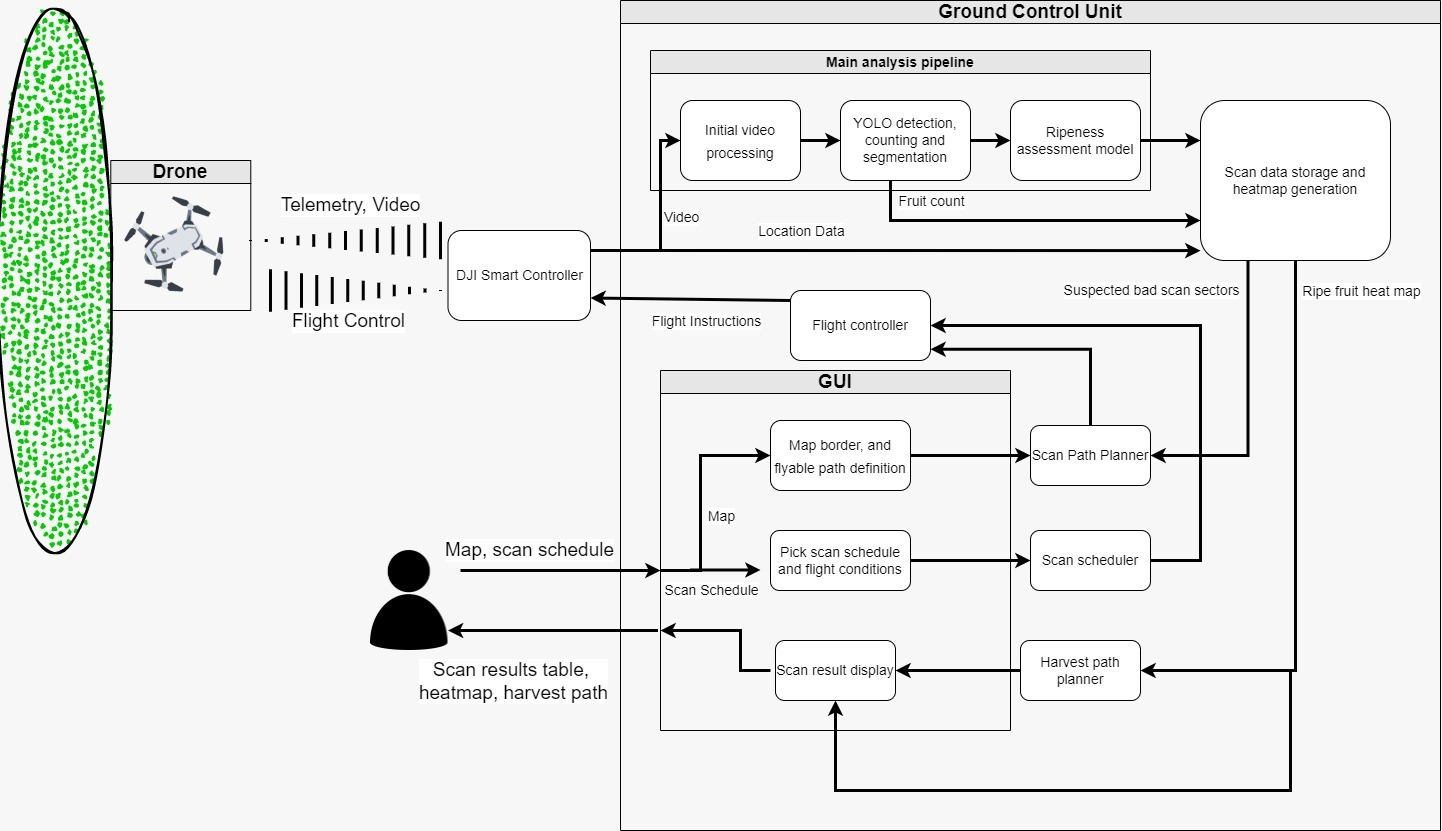 Ground Control Unit
Main analysis pipeline
Initial video
processing
YOLO detection,
counting and
segmentation
Ripeness
assessment model
Scan data storage and
heatmap generation
Drone
Telemetry, Video
Flight Control
DJI Smart Controller
Video
Fruit count
Location Data
Suspected bad scan sectors
Ripe fruit heat map
Flight Instructions
Flight controller
GUI
Map border, and
flyable path definition
Scan Path Planner
Map
Map, scan schedule
Scan Schedule
Pick scan schedule
and flight conditions
Scan scheduler
Scan results table,
heatmap, harvest path
Scan result display
Harvest path
planner